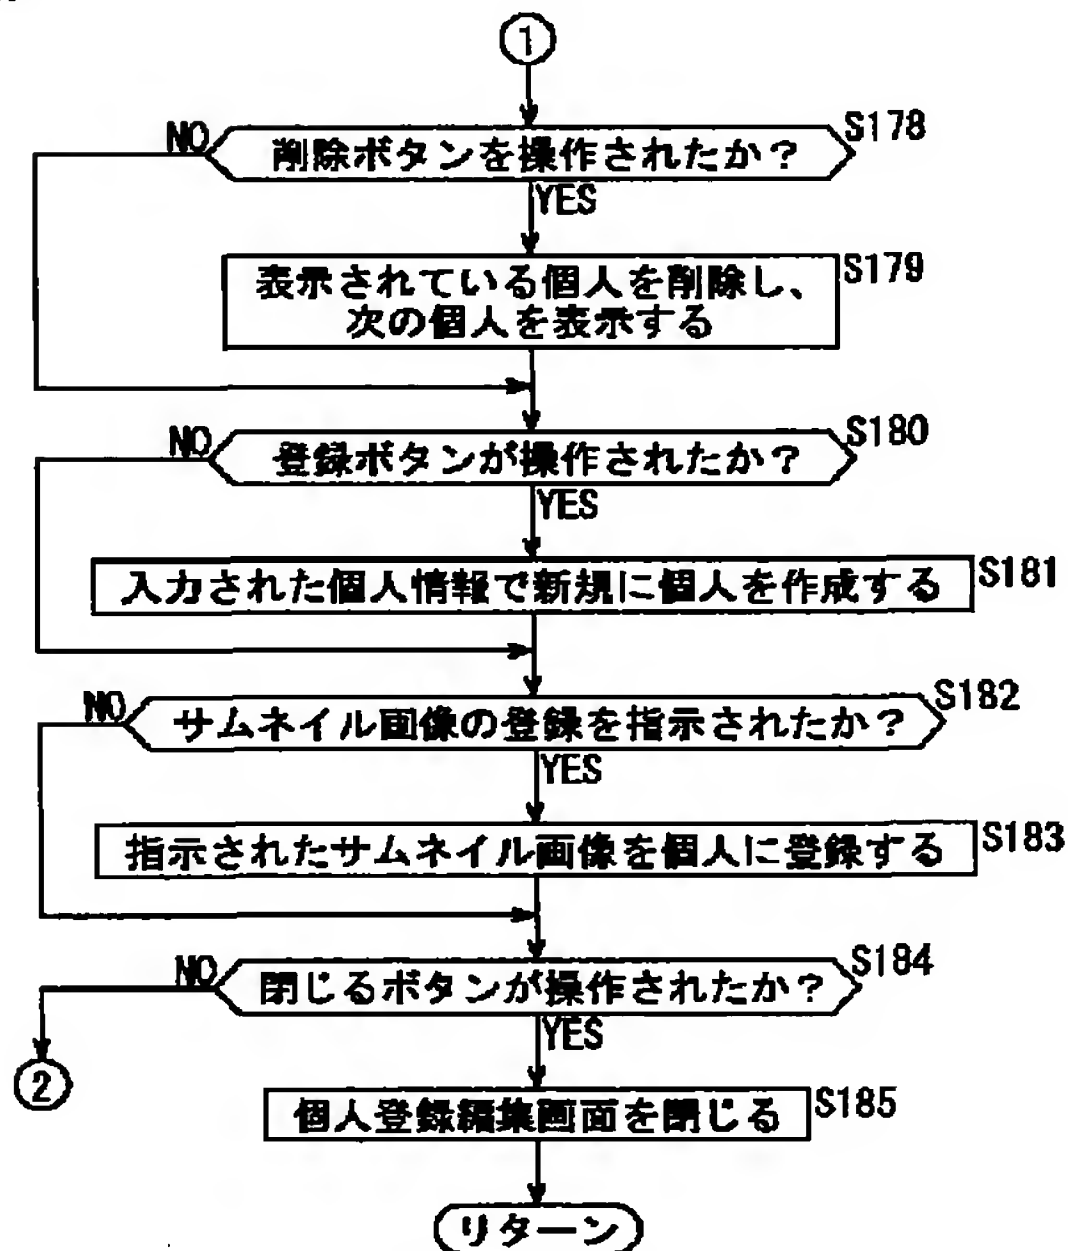 ①
S178
NO
削除ボタンを操作されたか？
YES
S179
表示されている個人を削除し、
次の個人を表示する
S180
NO
登録ボタンが操作されたか？
YES
S181
入力された個人情報で新規に個人を作成する
S182
NO
サムネイル画像の登録を指示されたか？
YES
S183
指示されたサムネイル画像を個人に登録する
S184
NO
閉じるボタンが操作されたか？
YES
②
S185
個人登録編集画面を閉じる
リターン